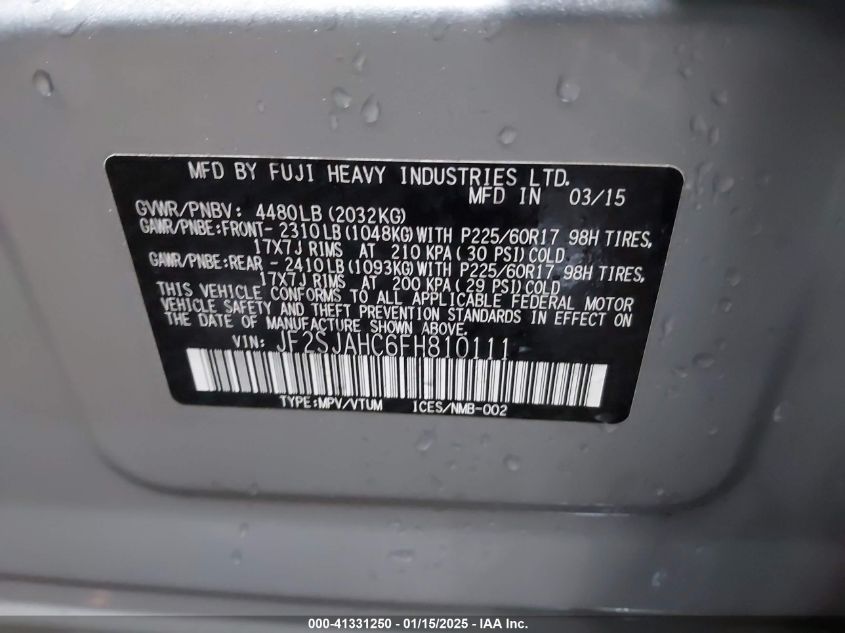 MFD BY FUJI HEAVY INDUSTRIES LTD.
MFD IN 03/15
GVWR/PNBV: 4480LB (2032KG)
GAWR/PNBE:FRONT- 2310LB (1048KG) WITH P225/60R17 98H TIRES,
17X7J RIMS AT 210 KPA (30 PSI) COLD
GAWR/PNBE:REAR - 2410LB (1093KG) WITH P225/60R17 98H TIRES,
17X7J RIMS AT 200 KPA (29 PSI) COLD
THIS VEHICLE CONFORMS TO ALL APPLICABLE FEDERAL MOTOR
VEHICLE SAFETY AND THEFT PREVENTION STANDARDS IN EFFECT ON
THE DATE OF MANUFACTURE SHOWN ABOVE.
VIN: JF2SJAHC6FH810111
TYPE:MPV/VTUM ICES/NMB-002
000-41331250 - 01/15/2025 - IAA Inc.